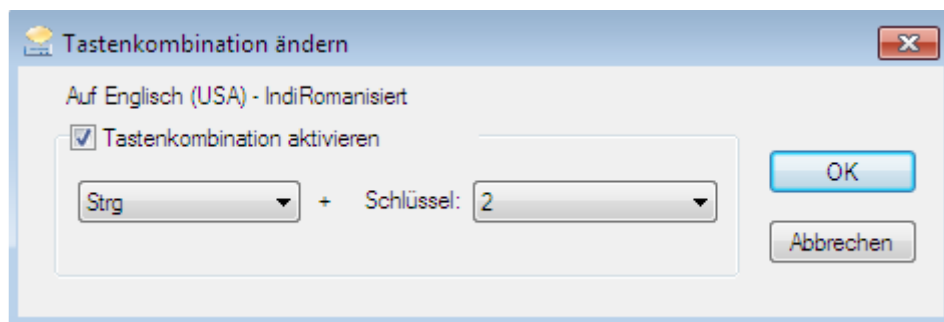 Tastenkombination ändern
Auf Englisch (USA) - IndiRomanisiert
Tastenkombination aktivieren
Strg + Schlüssel: 2
OK
Abbrechen